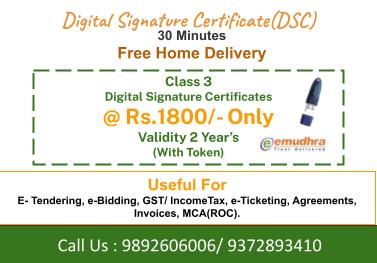 Digital Signature Certificate(DSC)
30 Minutes
Free Home Delivery
Class 3
Digital Signature Certificates
@ Rs.1800/- Only
Validity 2 Year's
(With Token)
emudhra
Trust Delivered
Useful For
E- Tendering, e-Bidding, GST/ IncomeTax, e-Ticketing, Agreements,
Invoices, MCA(ROC).
Call Us : 9892606006/ 9372893410